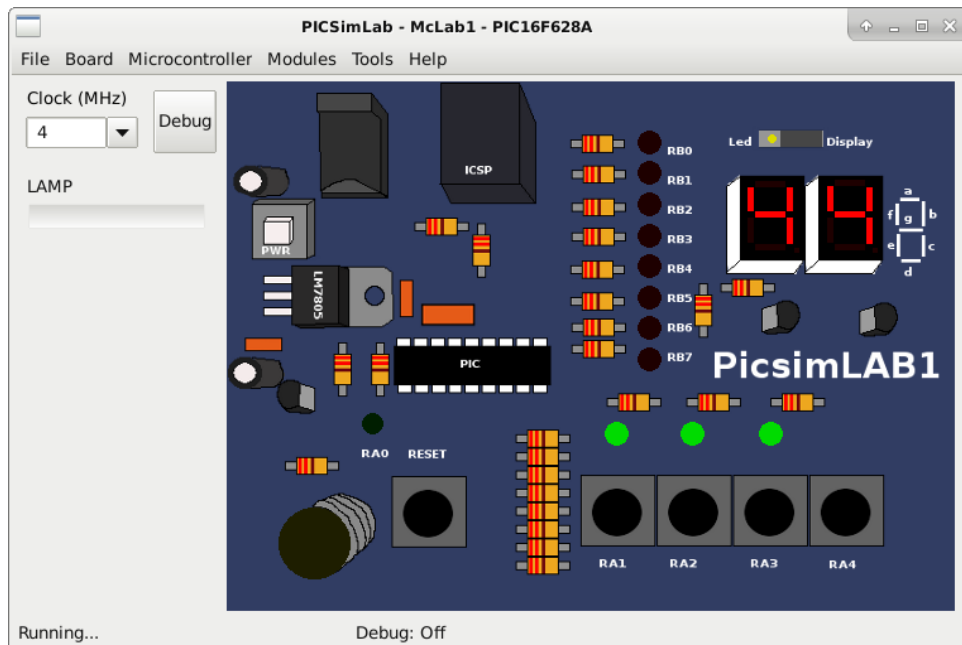 PICSimLab - McLab1 - PIC16F628A
File Board Microcontroller Modules Tools Help
Clock (MHz)
4
Debug
LAMP
ICSP
PWR
LM7805
PIC
RA0
RESET
RB0
RB1
RB2
RB3
RB4
RB5
RB6
RB7
Led Display
44
a
f g b
e c
d
PicsimLAB1
RA1 RA2 RA3 RA4
Running... Debug: Off